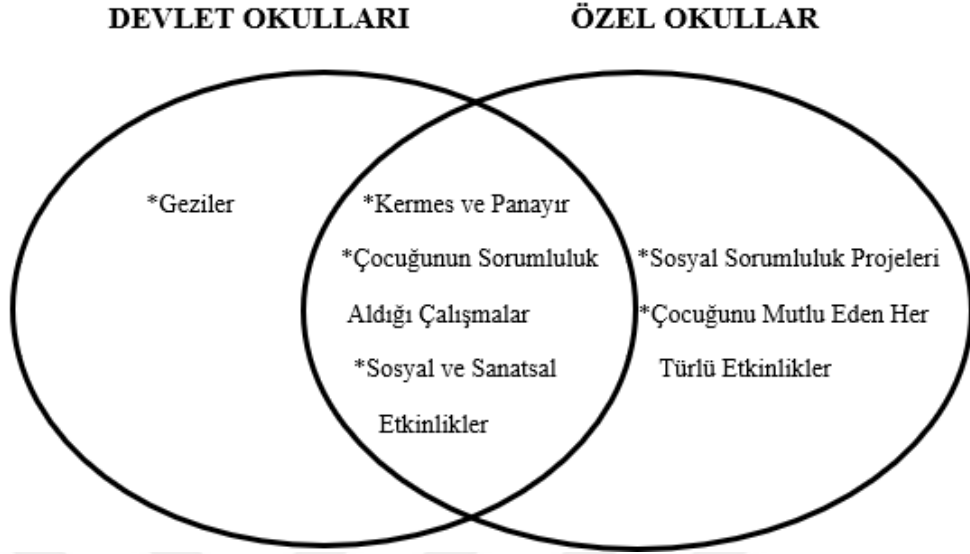 DEVLET OKULLARI
ÖZEL OKULLAR
*Geziler
*Kermes ve Panayır
*Çocuğunun Sorumluluk
Aldığı Çalışmalar
*Sosyal ve Sanatsal
Etkinlikler
*Sosyal Sorumluluk Projeleri
*Çocuğunu Mutlu Eden Her
Türlü Etkinlikler